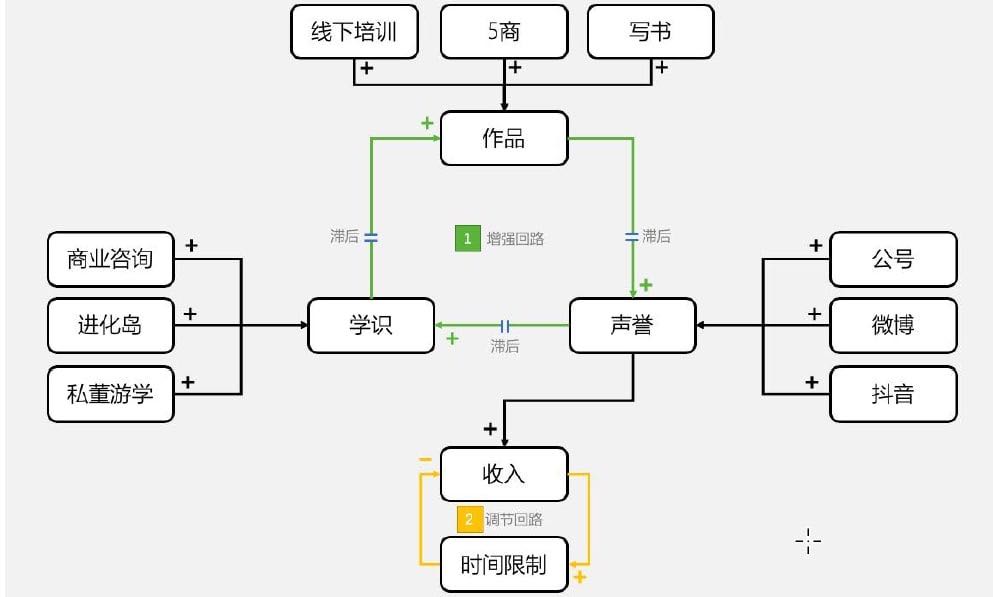 线下培训
5商
写书
+
+
+
+
作品
滞后
1 增强回路
滞后
商业咨询
+
+
公号
+
进化岛
+
学识
+
滞后
声誉
+
微博
私董游学
+
+
抖音
+
−
收入
2 调节回路
时间限制
+